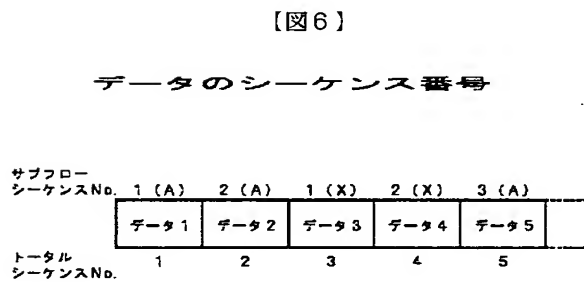 【図6】
データのシーケンス番号
サブフロー
シーケンスNo. 1 (A) 2 (A) 1 (X) 2 (X) 3 (A)
データ1 データ2 データ3 データ4 データ5
トータル 1 2 3 4 5
シーケンスNo.